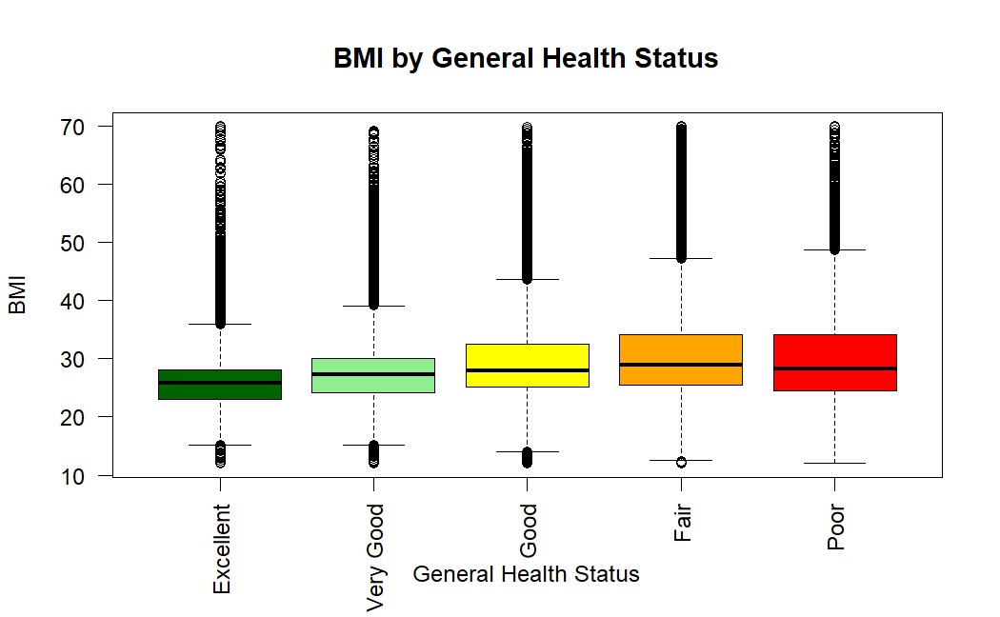 BMI by General Health Status
BMI
70
60
50
40
30
20
10
Excellent
Very Good
Good
Fair
Poor
General Health Status